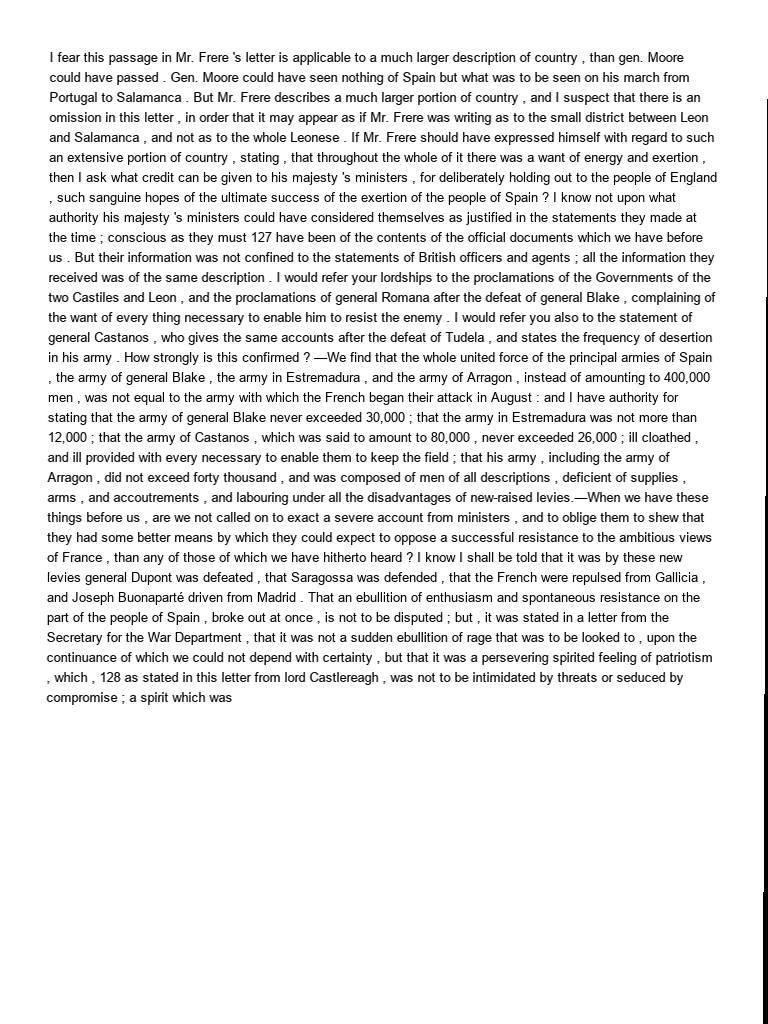 I fear this passage in Mr. Frere 's letter is applicable to a much larger description of country , than gen. Moore
could have passed . Gen. Moore could have seen nothing of Spain but what was to be seen on his march from
Portugal to Salamanca . But Mr. Frere describes a much larger portion of country , and I suspect that there is an
omission in this letter , in order that it may appear as if Mr. Frere was writing as to the small district between Leon
and Salamanca , and not as to the whole Leonese . If Mr. Frere should have expressed himself with regard to such
an extensive portion of country , stating , that throughout the whole of it there was a want of energy and exertion ,
then I ask what credit can be given to his majesty 's ministers , for deliberately holding out to the people of England
, such sanguine hopes of the ultimate success of the exertion of the people of Spain ? I know not upon what
authority his majesty 's ministers could have considered themselves as justified in the statements they made at
the time ; conscious as they must 127 have been of the contents of the official documents which we have before
us . But their information was not confined to the statements of British officers and agents ; all the information they
received was of the same description . I would refer your lordships to the proclamations of the Governments of the
two Castiles and Leon , and the proclamations of general Romana after the defeat of general Blake , complaining of
the want of every thing necessary to enable him to resist the enemy . I would refer you also to the statement of
general Castanos , who gives the same accounts after the defeat of Tudela , and states the frequency of desertion
in his army . How strongly is this confirmed ? —We find that the whole united force of the principal armies of Spain
, the army of general Blake , the army in Estremadura , and the army of Arragon , instead of amounting to 400,000
men , was not equal to the army with which the French began their attack in August : and I have authority for
stating that the army of general Blake never exceeded 30,000 ; that the army in Estremadura was not more than
12,000 ; that the army of Castanos , which was said to amount to 80,000 , never exceeded 26,000 ; ill cloathed ,
and ill provided with every necessary to enable them to keep the field ; that his army , including the army of
Arragon , did not exceed forty thousand , and was composed of men of all descriptions , deficient of supplies ,
arms , and accoutrements , and labouring under all the disadvantages of new-raised levies.—When we have these
things before us , are we not called on to exact a severe account from ministers , and to oblige them to shew that
they had some better means by which they could expect to oppose a successful resistance to the ambitious views
of France , than any of those of which we have hitherto heard ? I know I shall be told that it was by these new
levies general Dupont was defeated , that Saragossa was defended , that the French were repulsed from Gallicia ,
and Joseph Buonaparté driven from Madrid . That an ebullition of enthusiasm and spontaneous resistance on the
part of the people of Spain , broke out at once , is not to be disputed ; but , it was stated in a letter from the
Secretary for the War Department , that it was not a sudden ebullition of rage that was to be looked to , upon the
continuance of which we could not depend with certainty , but that it was a persevering spirited feeling of patriotism
, which , 128 as stated in this letter from lord Castlereagh , was not to be intimidated by threats or seduced by
compromise ; a spirit which was